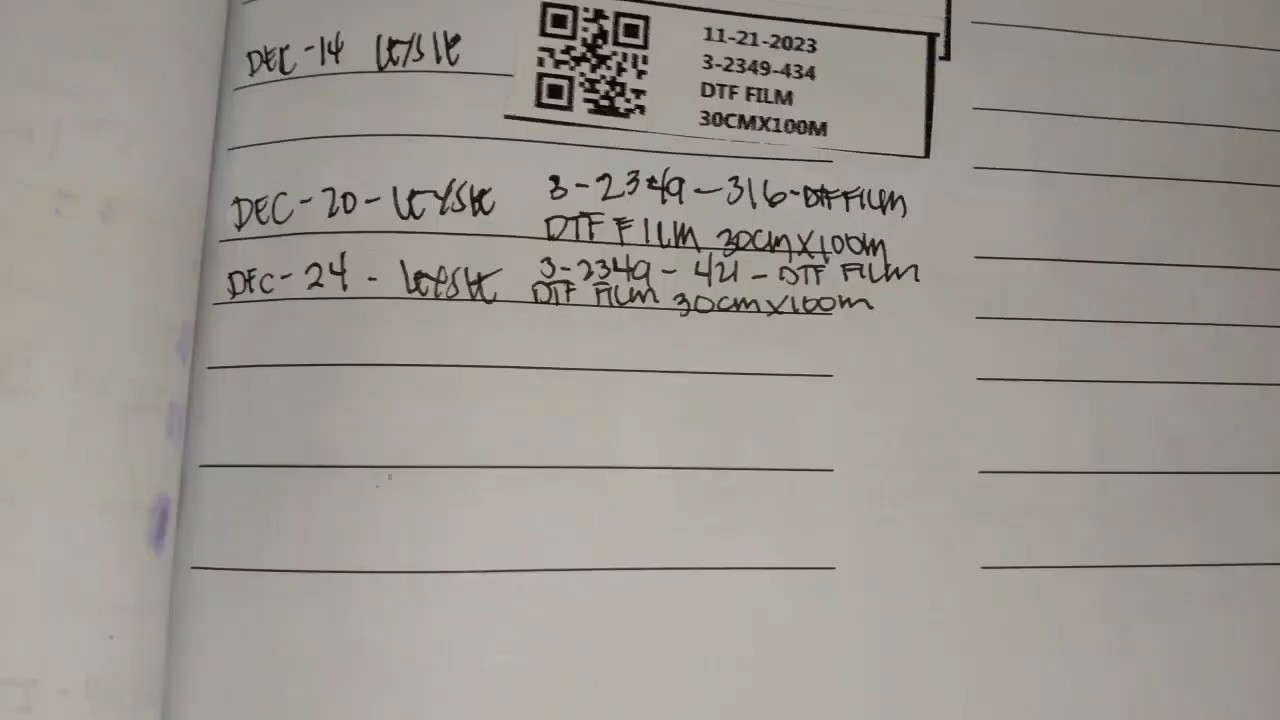 DEC-14
11-21-2023
3-2349-434
DTF FILM
30CMX100M
DEC-20-
3-2349-316-DTF FILM
DTF FILM 30cmX100m
DEC-24-
3-2349-421-DTF FILM
DTF FILM 30cmX100m